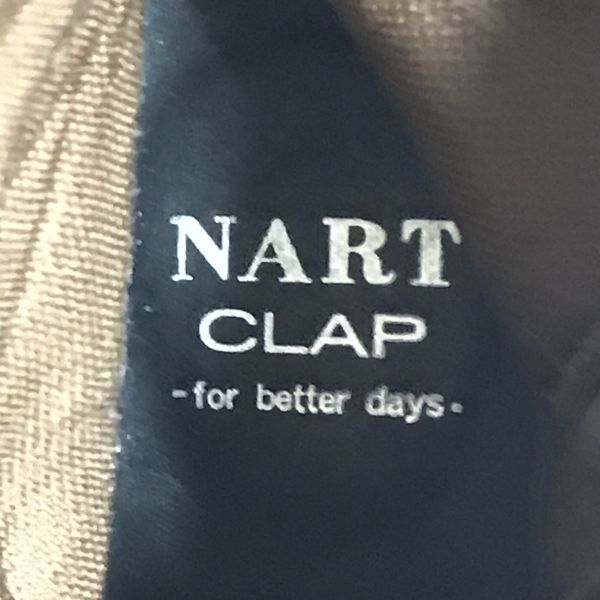 NART
CLAP
-for better days-